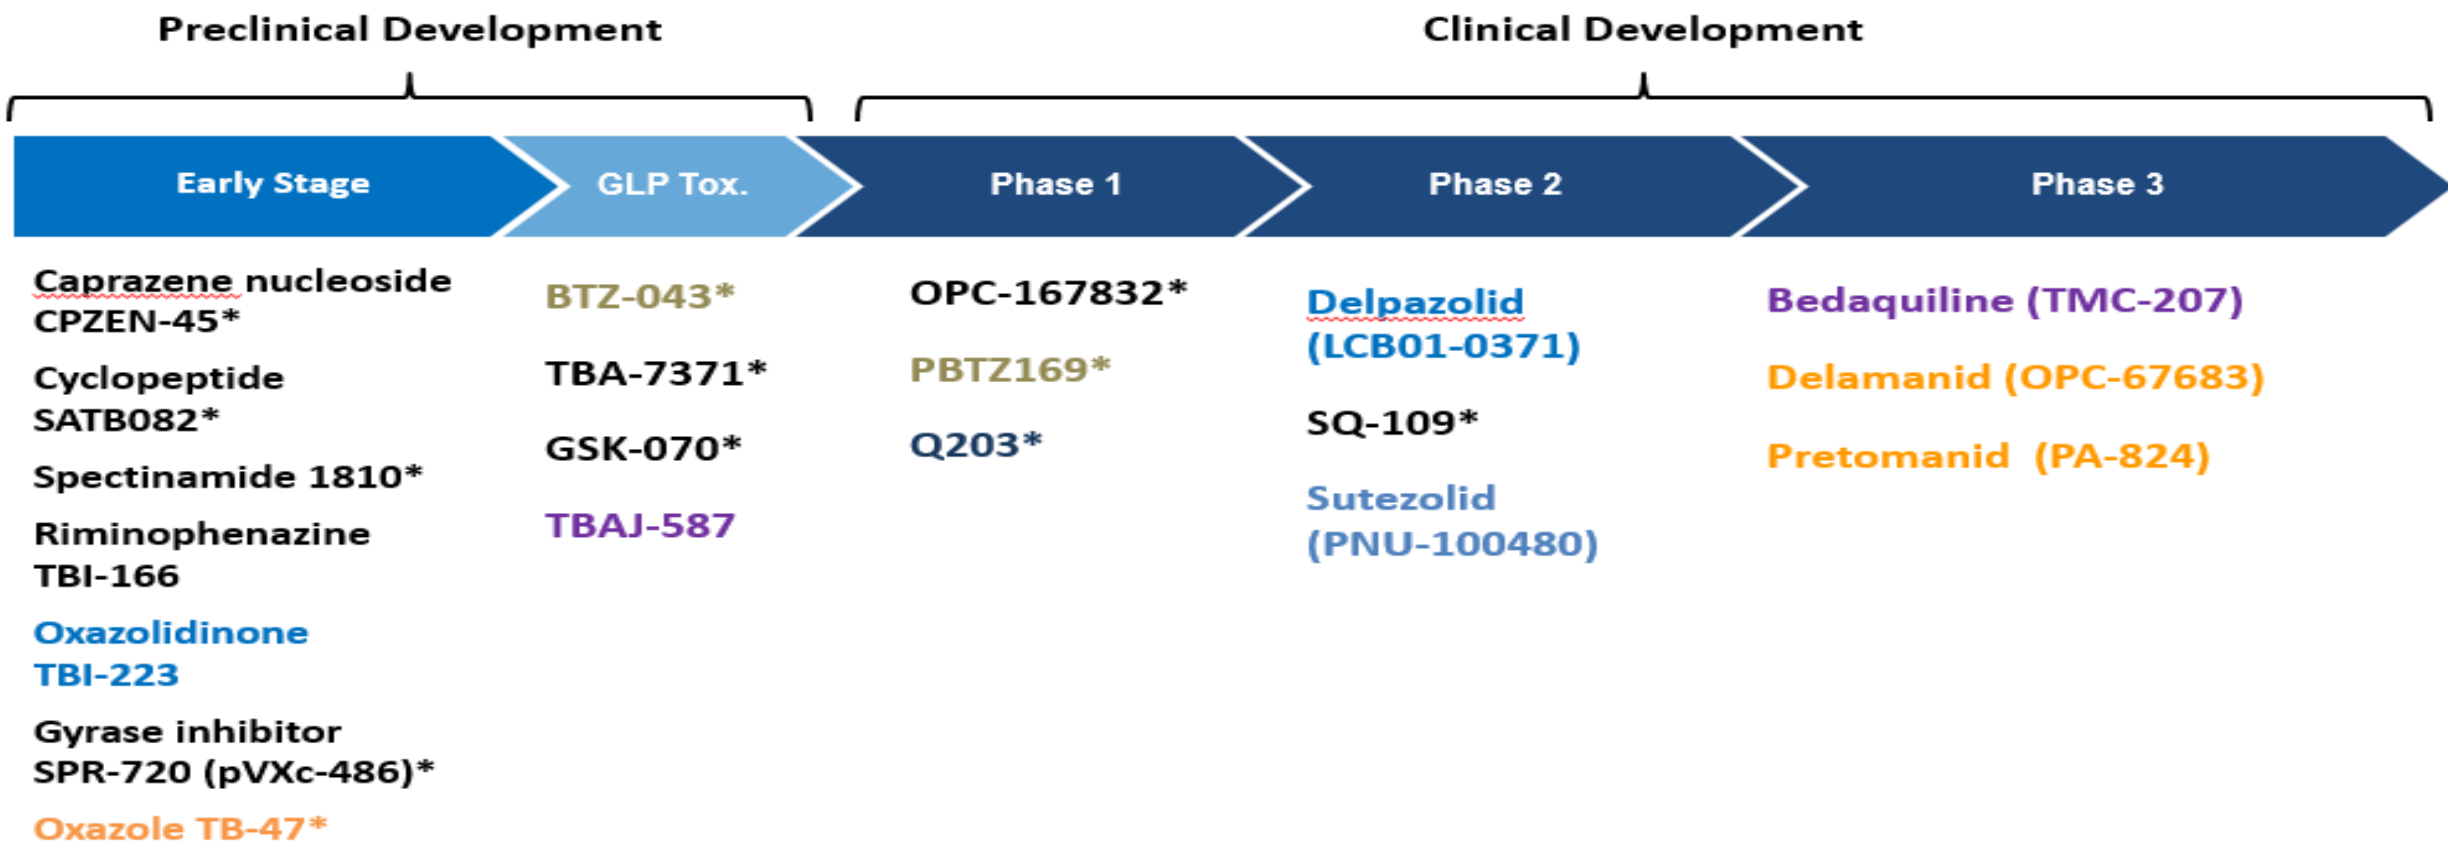 Preclinical Development
Clinical Development
Early Stage
GLP Tox.
Phase 1
Phase 2
Phase 3
Caprazene nucleoside
CPZEN-45*
Cyclopeptide
SATB082*
Spectinamide 1810*
Riminophenazine
TBI-166
Oxazolidinone
TBI-223
Gyrase inhibitor
SPR-720 (pVXc-486)*
Oxazole TB-47*
BTZ-043*
TBA-7371*
GSK-070*
TBAJ-587
OPC-167832*
PBTZ169*
Q203*
Delpazolid
(LCB01-0371)
SQ-109*
Sutezolid
(PNU-100480)
Bedaquiline (TMC-207)
Delamanid (OPC-67683)
Pretomanid  (PA-824)